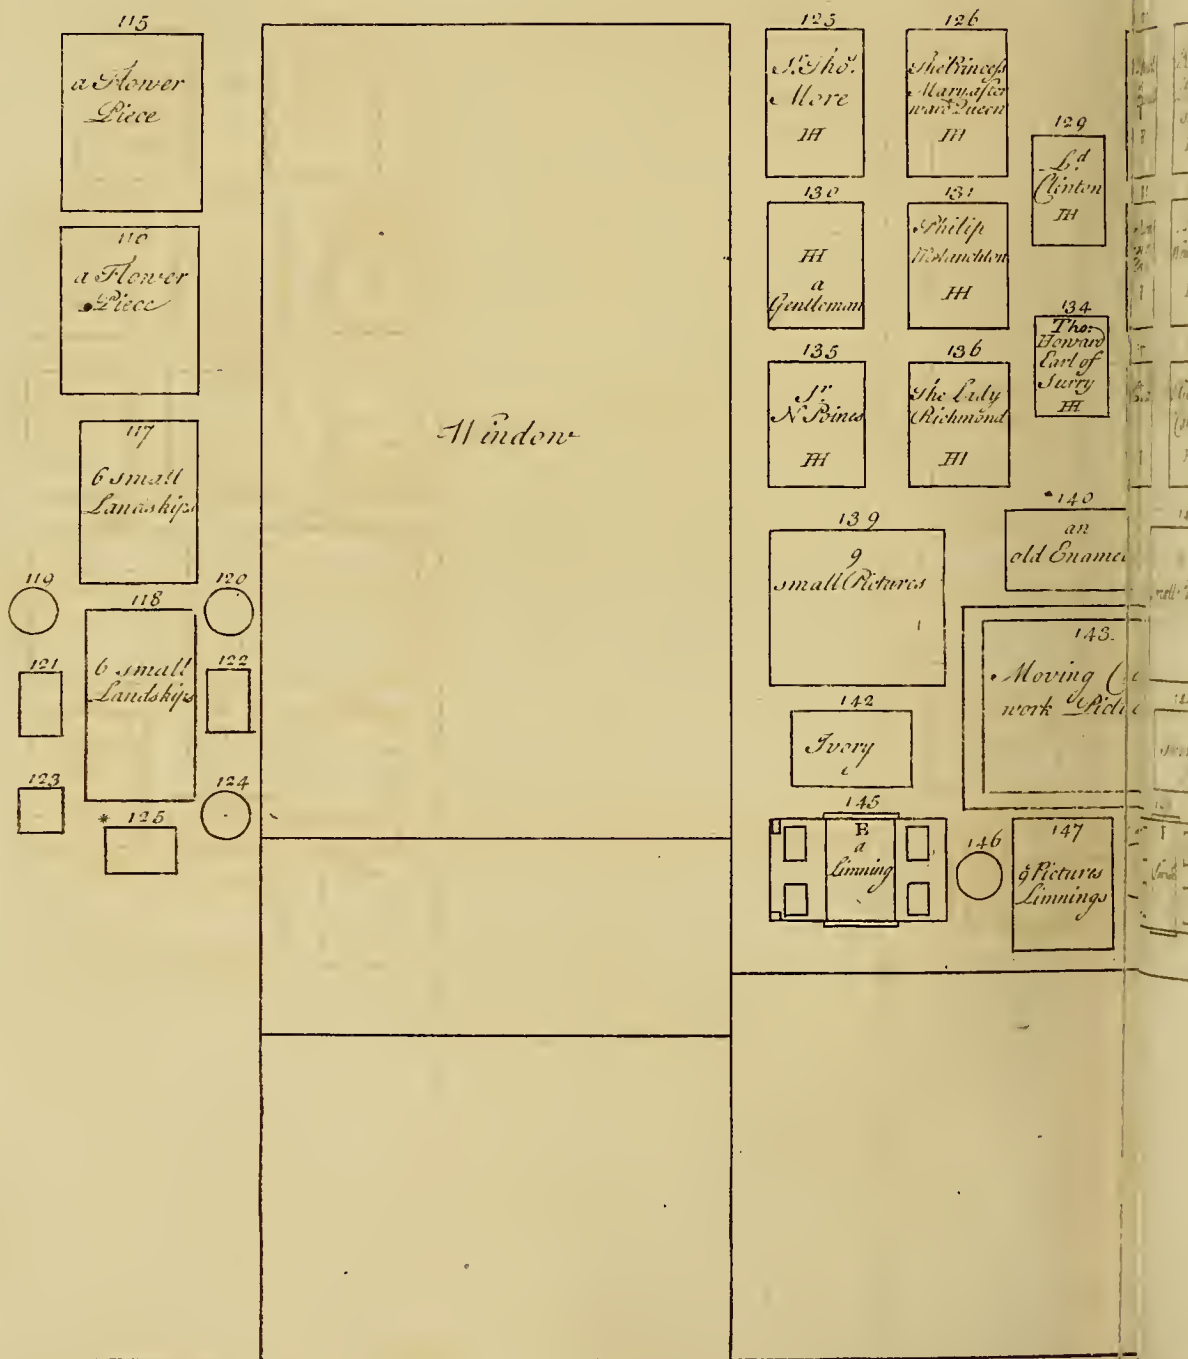 115
a Flower
Piece
116
a Flower
Piece
117
6 small
Landskips
119
120
118
6 small
Landskips
121
122
123
124
* 125
Window
125
Sr. Tho.
More
HH
126
The Princess
Mary after
ward Queen
HH
129
Ld.
Clinton
HH
130
HH
a
Gentleman
131
Philip
Melanchton
HH
134
Tho:
Howard
Earl of
Surry
HH
135
Sr.
N Poines
HH
136
The Lady
Richmond
HH
139
9
small Pictures
* 140
an
old Enamel
143.
Moving
work
142
Ivory
145
B
a
Limning
146
147
9 Pictures
Limnings